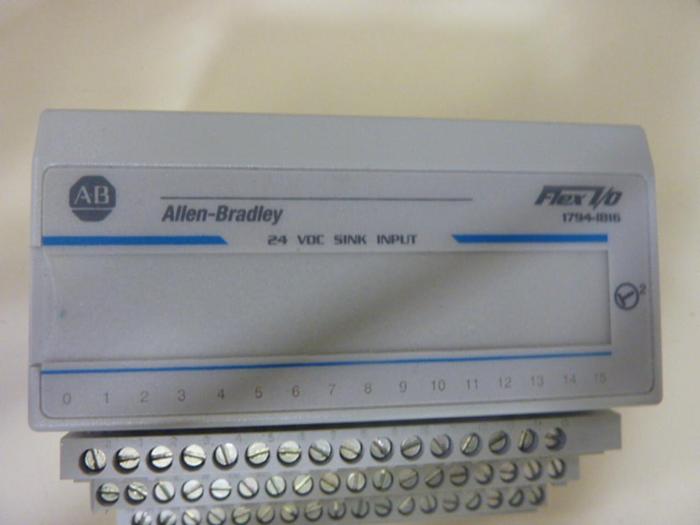 AB
Allen-Bradley
Flex I/O
1794-IB16
24 VDC SINK INPUT
2
0 1 2 3 4 5 6 7 8 9 10 11 12 13 14 15